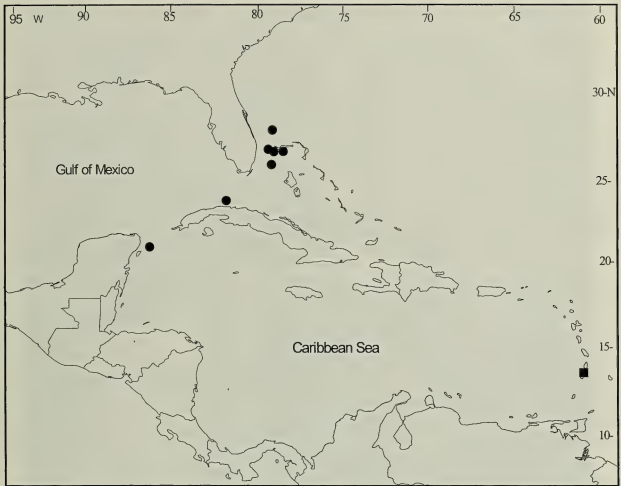 95 W 90 85 80 75 70 65 60
30-N
Gulf of Mexico
25-
20-
Caribbean Sea
15-
10-